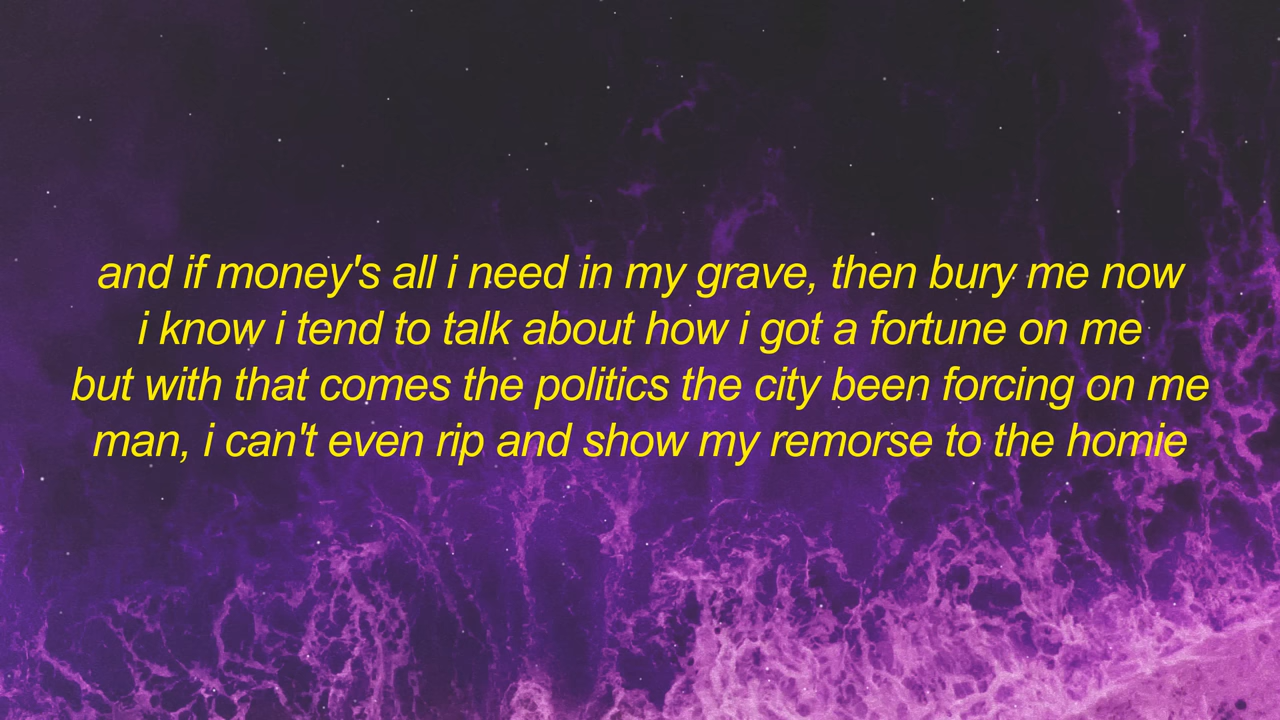 and if money's all i need in my grave, then bury me now
i know i tend to talk about how i got a fortune on me
but with that comes the politics the city been forcing on me
man, i can't even rip and show my remorse to the homie